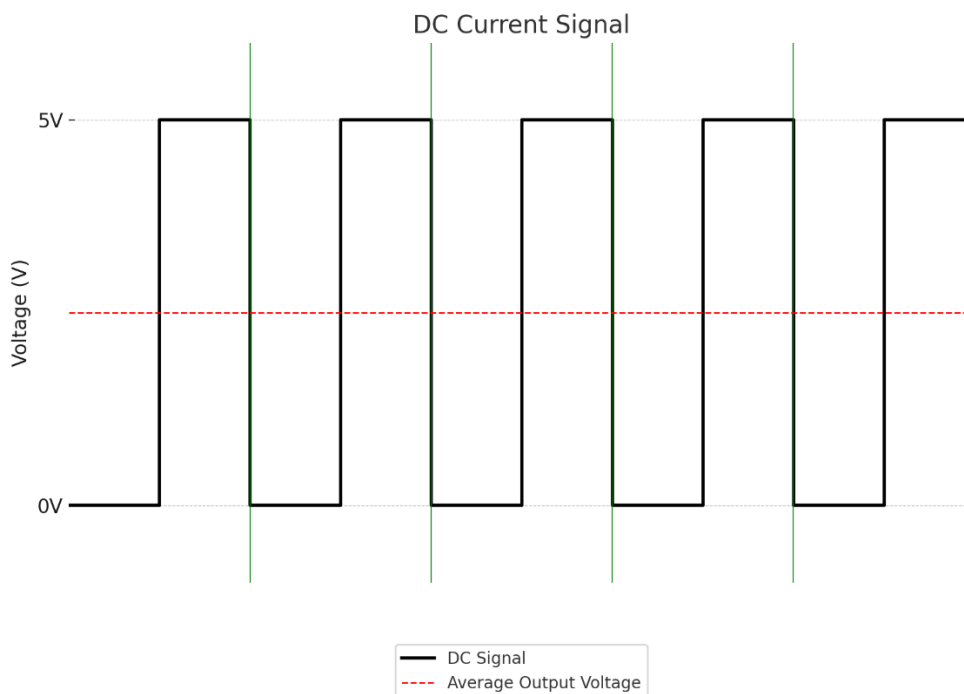 DC Current Signal
5V
Voltage (V)
0V
DC Signal
Average Output Voltage